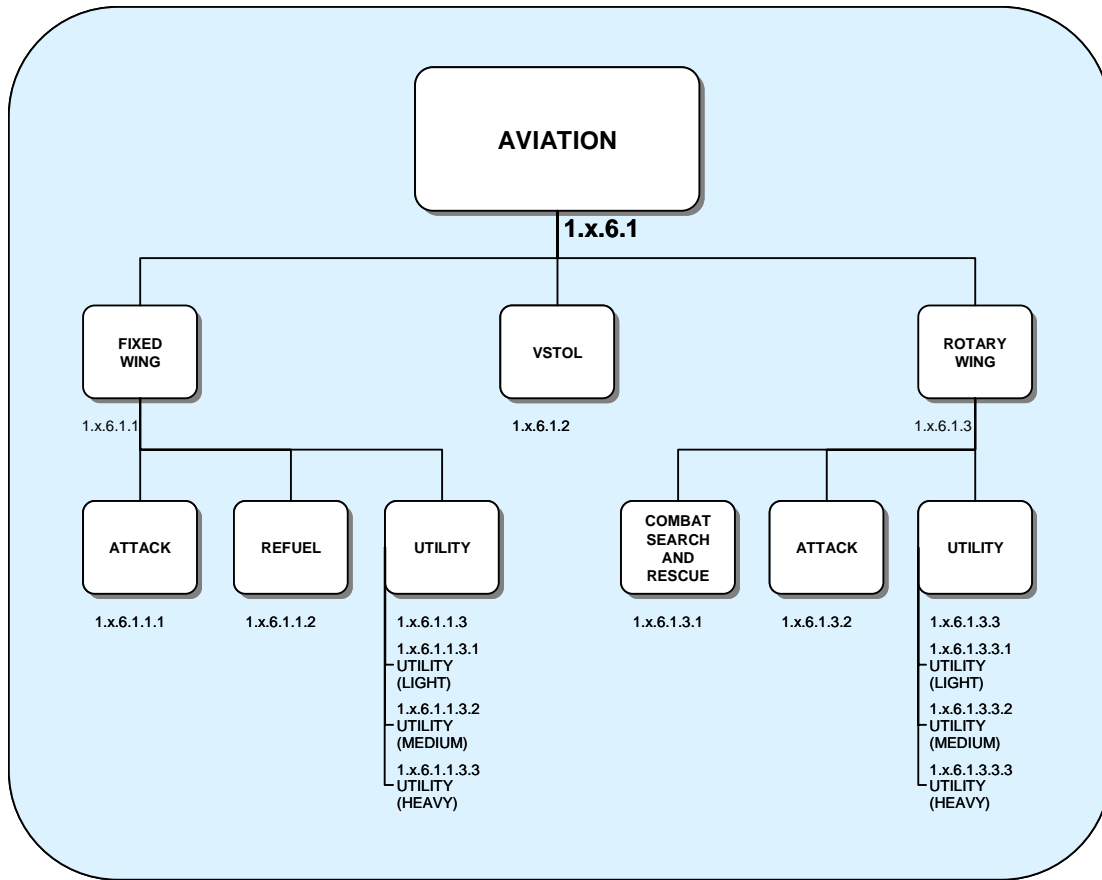 AVIATION
1.x.6.1
FIXED
WING
VSTOL
ROTARY
WING
1.x.6.1.1
1.x.6.1.2
1.x.6.1.3
ATTACK
REFUEL
UTILITY
COMBAT
SEARCH
AND
RESCUE
ATTACK
UTILITY
1.x.6.1.1.1
1.x.6.1.1.2
1.x.6.1.1.3
1.x.6.1.1.3.1
UTILITY
(LIGHT)
1.x.6.1.1.3.2
UTILITY
(MEDIUM)
1.x.6.1.1.3.3
UTILITY
(HEAVY)
1.x.6.1.3.1
1.x.6.1.3.2
1.x.6.1.3.3
1.x.6.1.3.3.1
UTILITY
(LIGHT)
1.x.6.1.3.3.2
UTILITY
(MEDIUM)
1.x.6.1.3.3.3
UTILITY
(HEAVY)